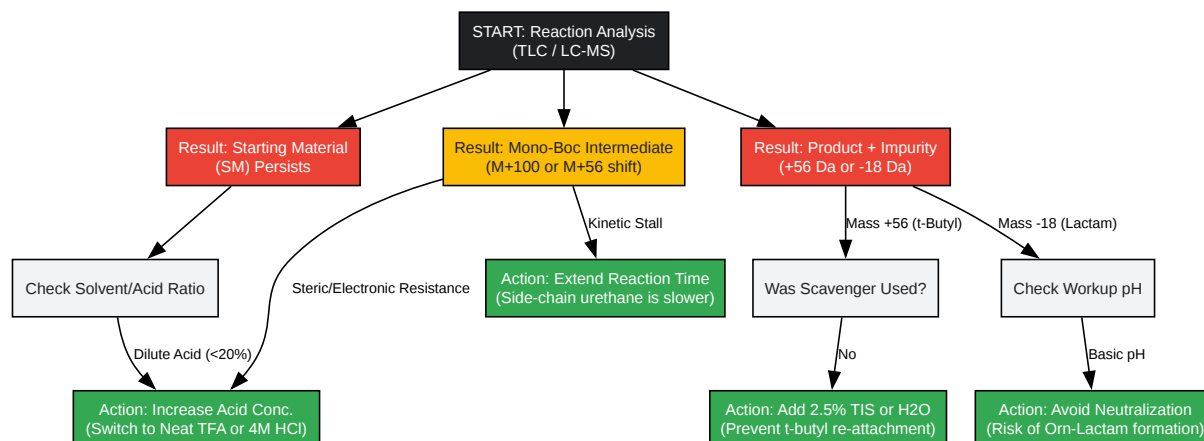 START: Reaction Analysis
(TLC / LC-MS)
Result: Starting Material
(SM) Persists
Result: Mono-Boc Intermediate
(M+100 or M+56 shift)
Result: Product + Impurity
(+56 Da or -18 Da)
Kinetic Stall
Mass +56 (t-Butyl)
Mass -18 (Lactam)
Check Solvent/Acid Ratio
Steric/Electronic Resistance
Action: Extend Reaction Time
(Side-chain urethane is slower)
Was Scavenger Used?
Check Workup pH
Dilute Acid (<20%)
No
Basic pH
Action: Increase Acid Conc.
(Switch to Neat TFA or 4M HCl)
Action: Add 2.5% TIS or H2O
(Prevent t-butyl re-attachment)
Action: Avoid Neutralization
(Risk of Orn-Lactam formation)